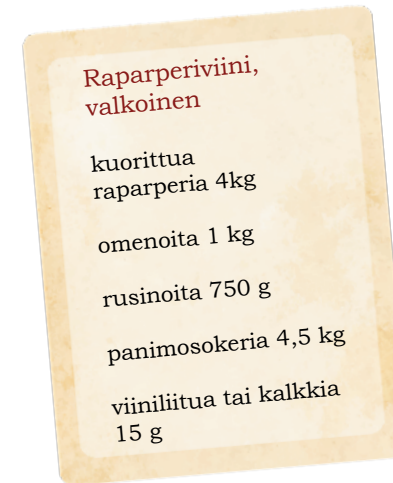 Raparperiviini,
valkoinen
kuorittua
raparperia 4kg
omenoita 1 kg
rusinoita 750 g
panimosokeria 4,5 kg
viiniliitua tai kalkkia
15 g